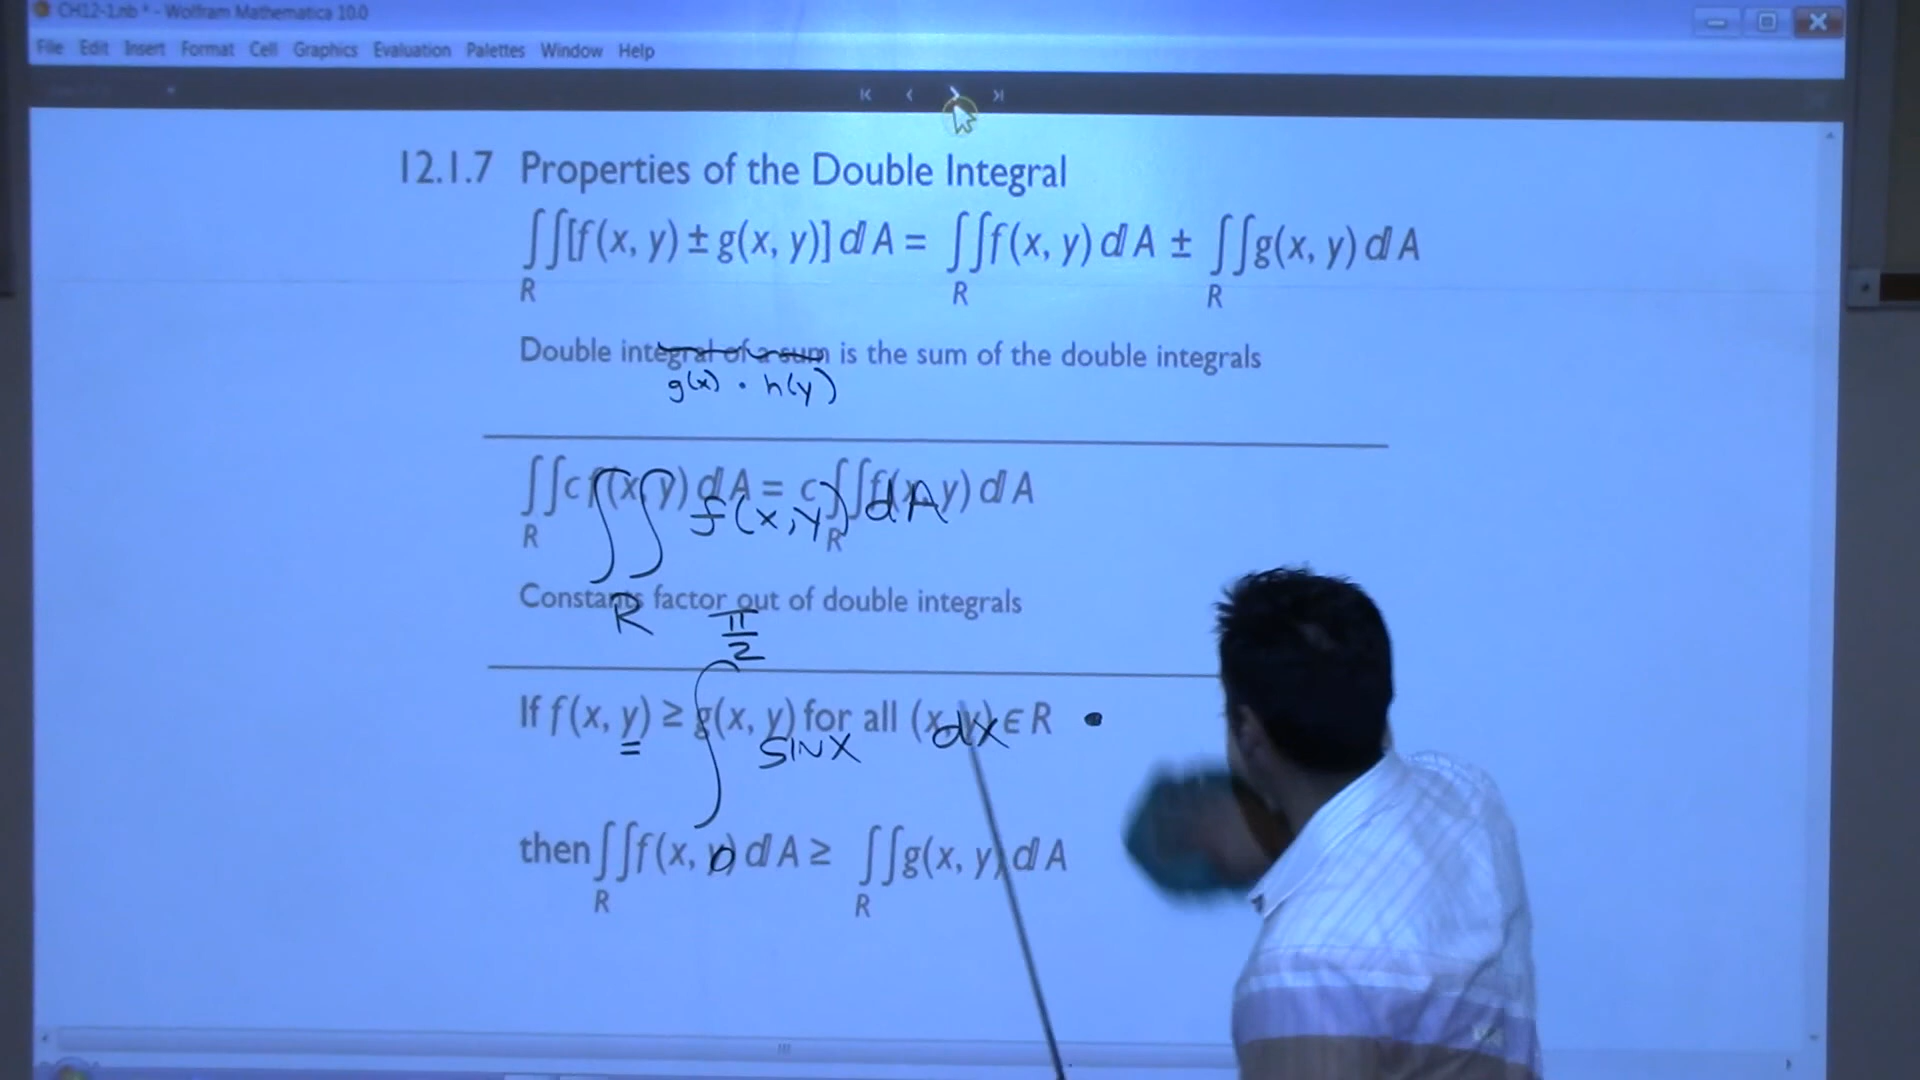 CH12-1.nb * - Wolfram Mathematica 10.0
File Edit Insert Format Cell Graphics Evaluation Palettes Window Help
12.1.7 Properties of the Double Integral
∫∫[f(x, y) ± g(x, y)] dA = ∫∫f(x, y) dA ± ∫∫g(x, y) dA
R R R
Double integral of a sum is the sum of the double integrals
g(x) · h(y)
∫∫c f(x, y) dA = c ∫∫f(x, y) dA
R R
∫∫ f(x,y) dA
R
Constants factor out of double integrals
π/2
∫ SINX dX
0
If f(x, y) ≥ g(x, y) for all (x, y) ∈ R
=
then ∫∫f(x, y) dA ≥ ∫∫g(x, y) dA
R R